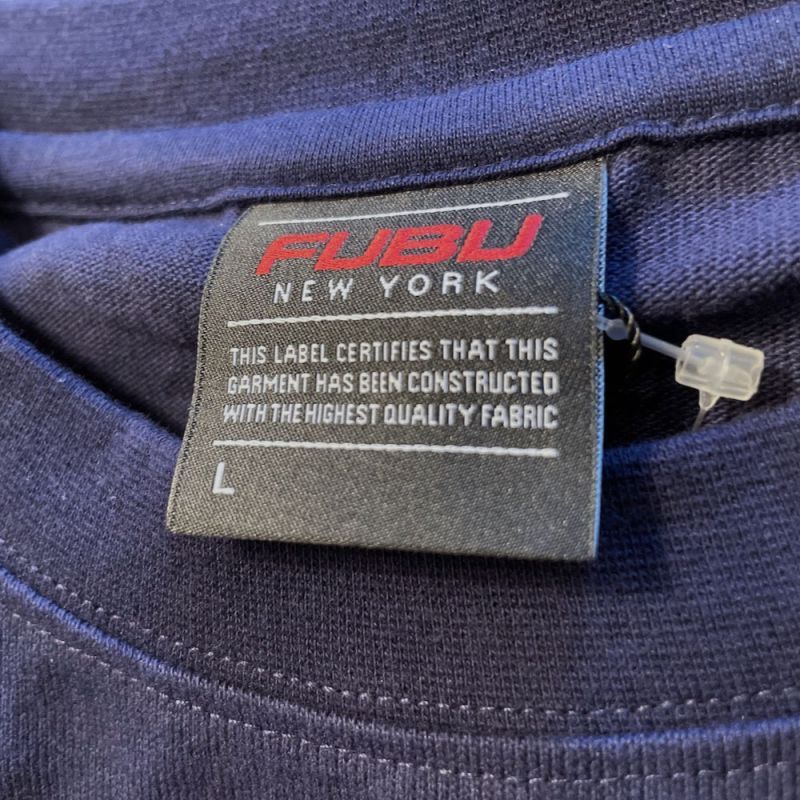 FUBU
NEW YORK
THIS LABEL CERTIFIES THAT THIS
GARMENT HAS BEEN CONSTRUCTED
WITH THE HIGHEST QUALITY FABRIC
L